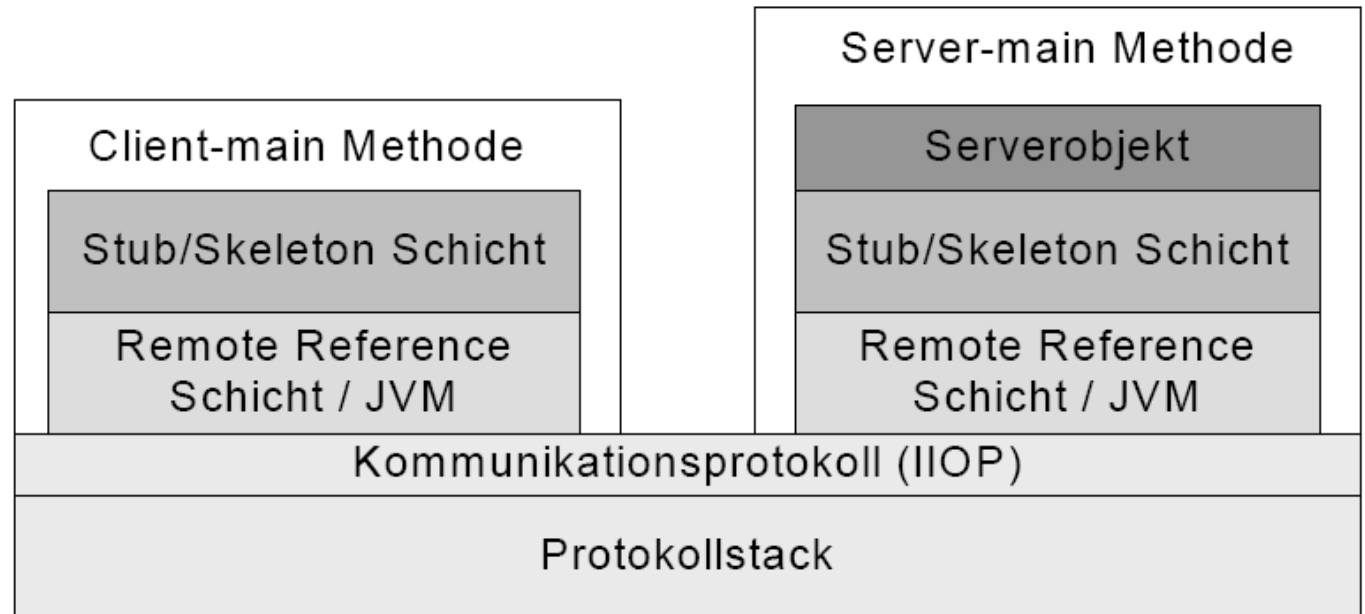 Client-main Methode
Stub/Skeleton Schicht
Remote Reference
Schicht / JVM
Server-main Methode
Serverobjekt
Stub/Skeleton Schicht
Remote Reference
Schicht / JVM
Kommunikationsprotokoll (IIOP)
Protokollstack